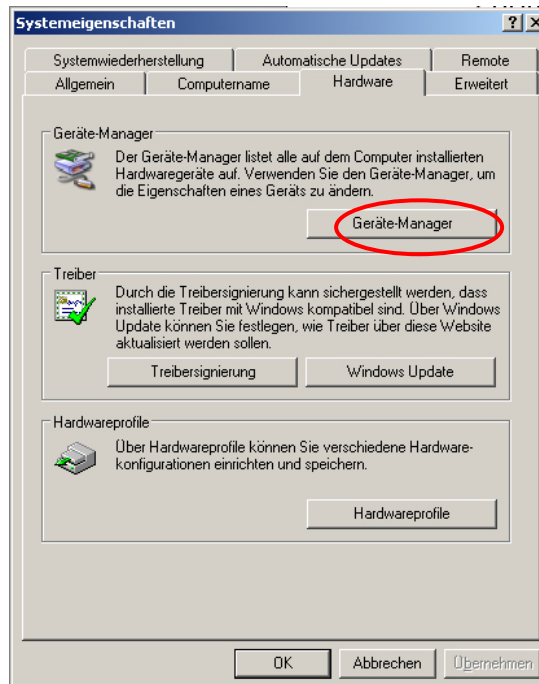 Systemeigenschaften
Systemwiederherstellung Automatische Updates Remote
Allgemein Computername Hardware Erweitert
Geräte-Manager
Der Geräte-Manager listet alle auf dem Computer installierten
Hardwaregeräte auf. Verwenden Sie den Geräte-Manager, um
die Eigenschaften eines Geräts zu ändern.
Geräte-Manager
Treiber
Durch die Treibersignierung kann sichergestellt werden, dass
installierte Treiber mit Windows kompatibel sind. Über Windows
Update können Sie festlegen, wie Treiber über diese Website
aktualisiert werden sollen.
Treibersignierung Windows Update
Hardwareprofile
Über Hardwareprofile können Sie verschiedene Hardware-
konfigurationen einrichten und speichern.
Hardwareprofile
OK Abbrechen Übernehmen